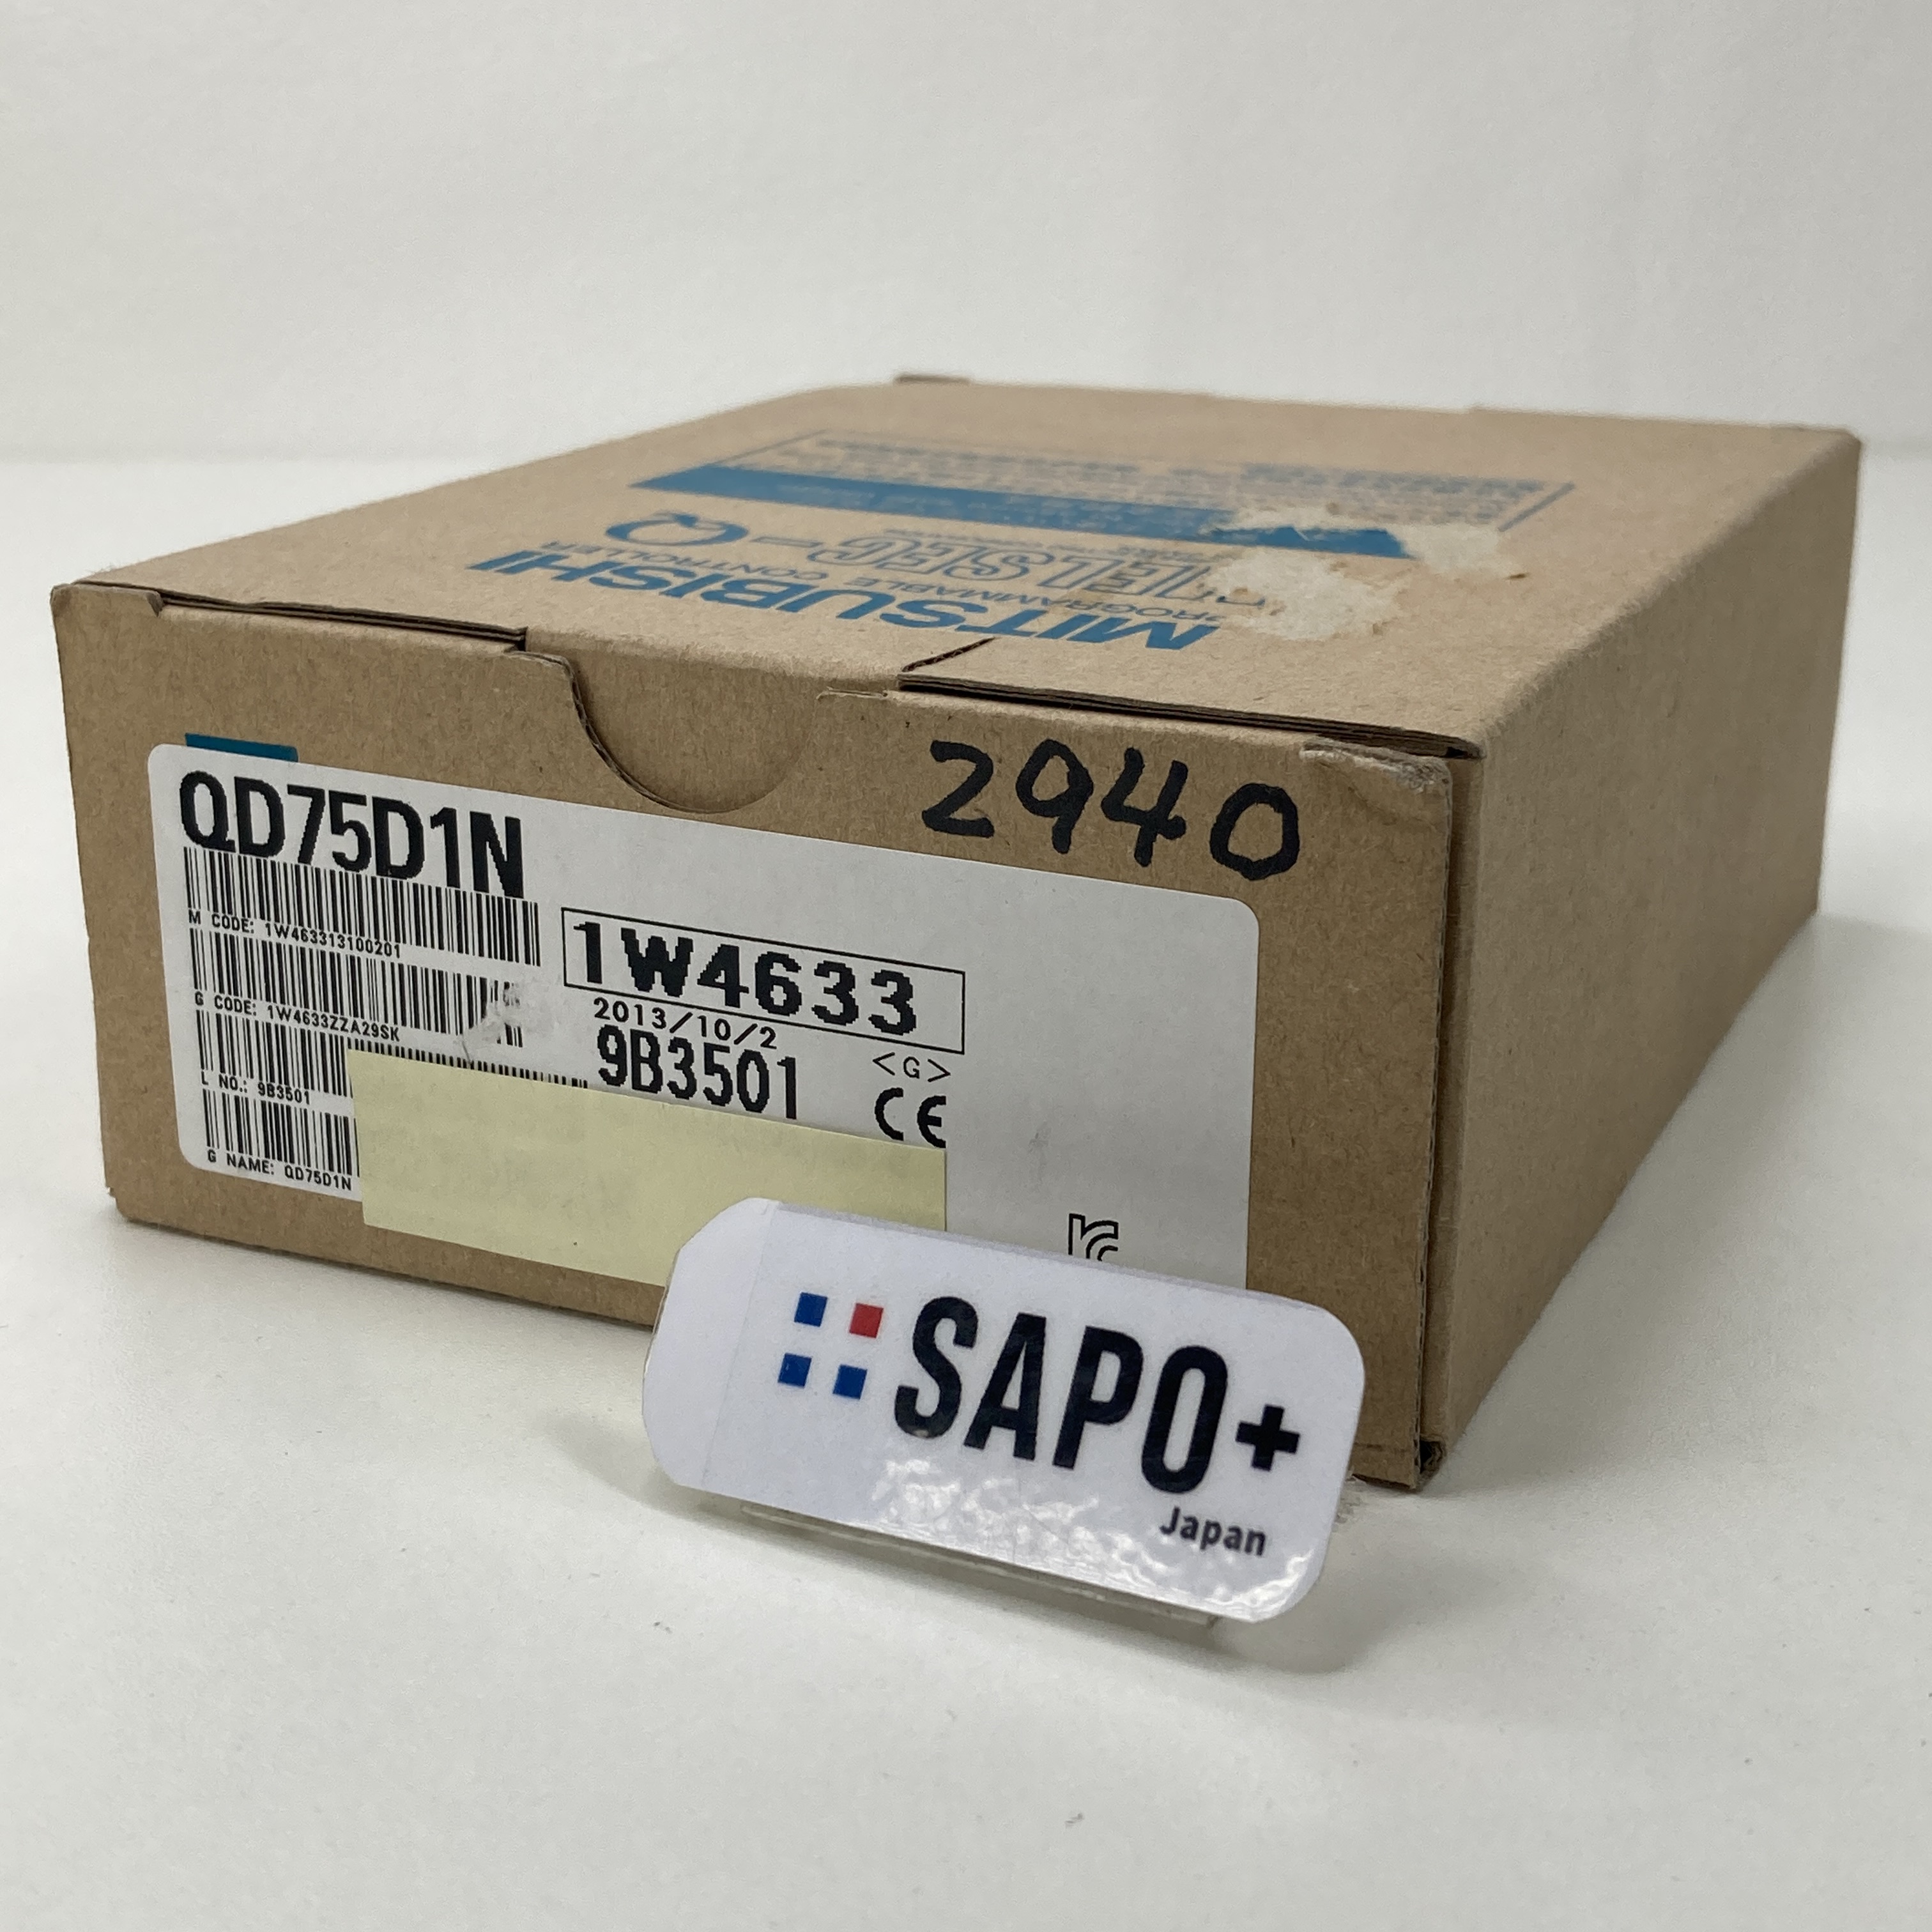 MITSUBISHI
PROGRAMMABLE CONTROLLER
MELSEC-Q
2940
QD75D1N
M CODE: 1W463313100201
G CODE: 1W4633ZZA29SK
L NO.: 9B3501
G NAME: QD75D1N
1W4633
2013/10/2
9B3501
<G>
CE
SAPO+
Japan